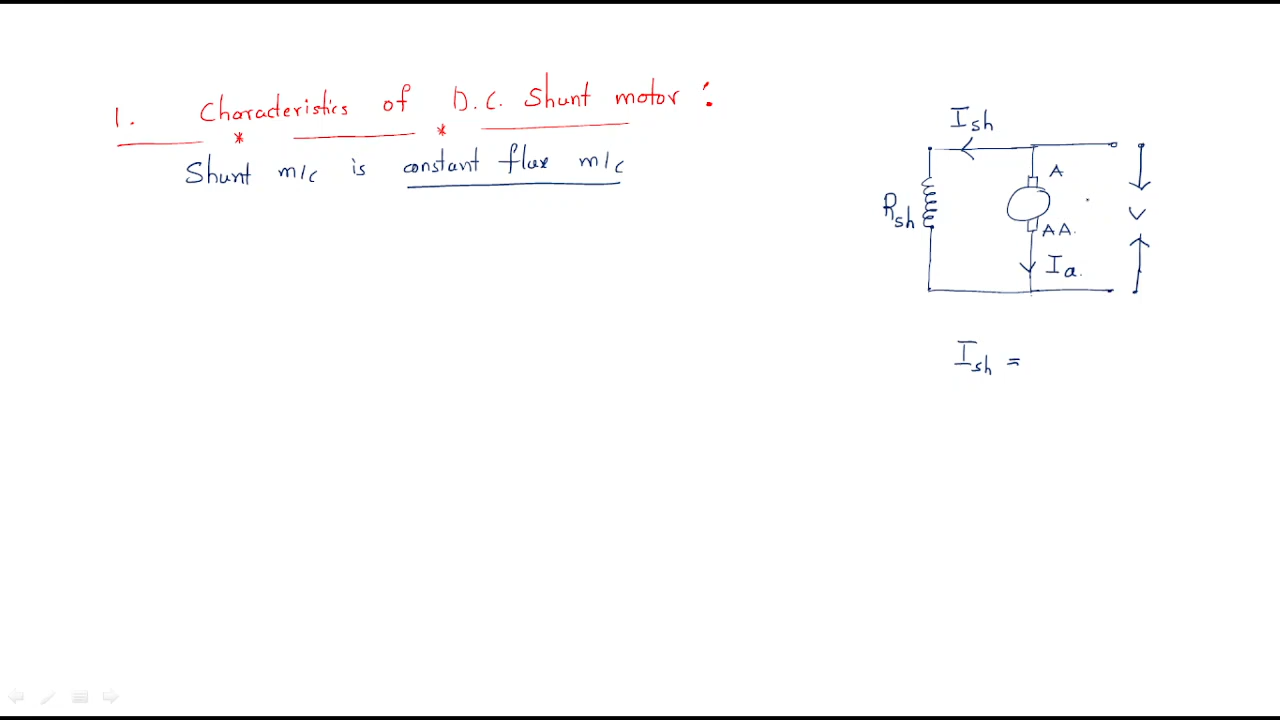 1. Characteristics of D.C. Shunt motor :
* *
Shunt m/c is constant flux m/c
Ish
A
Rsh
V
AA.
Ia.
Ish =